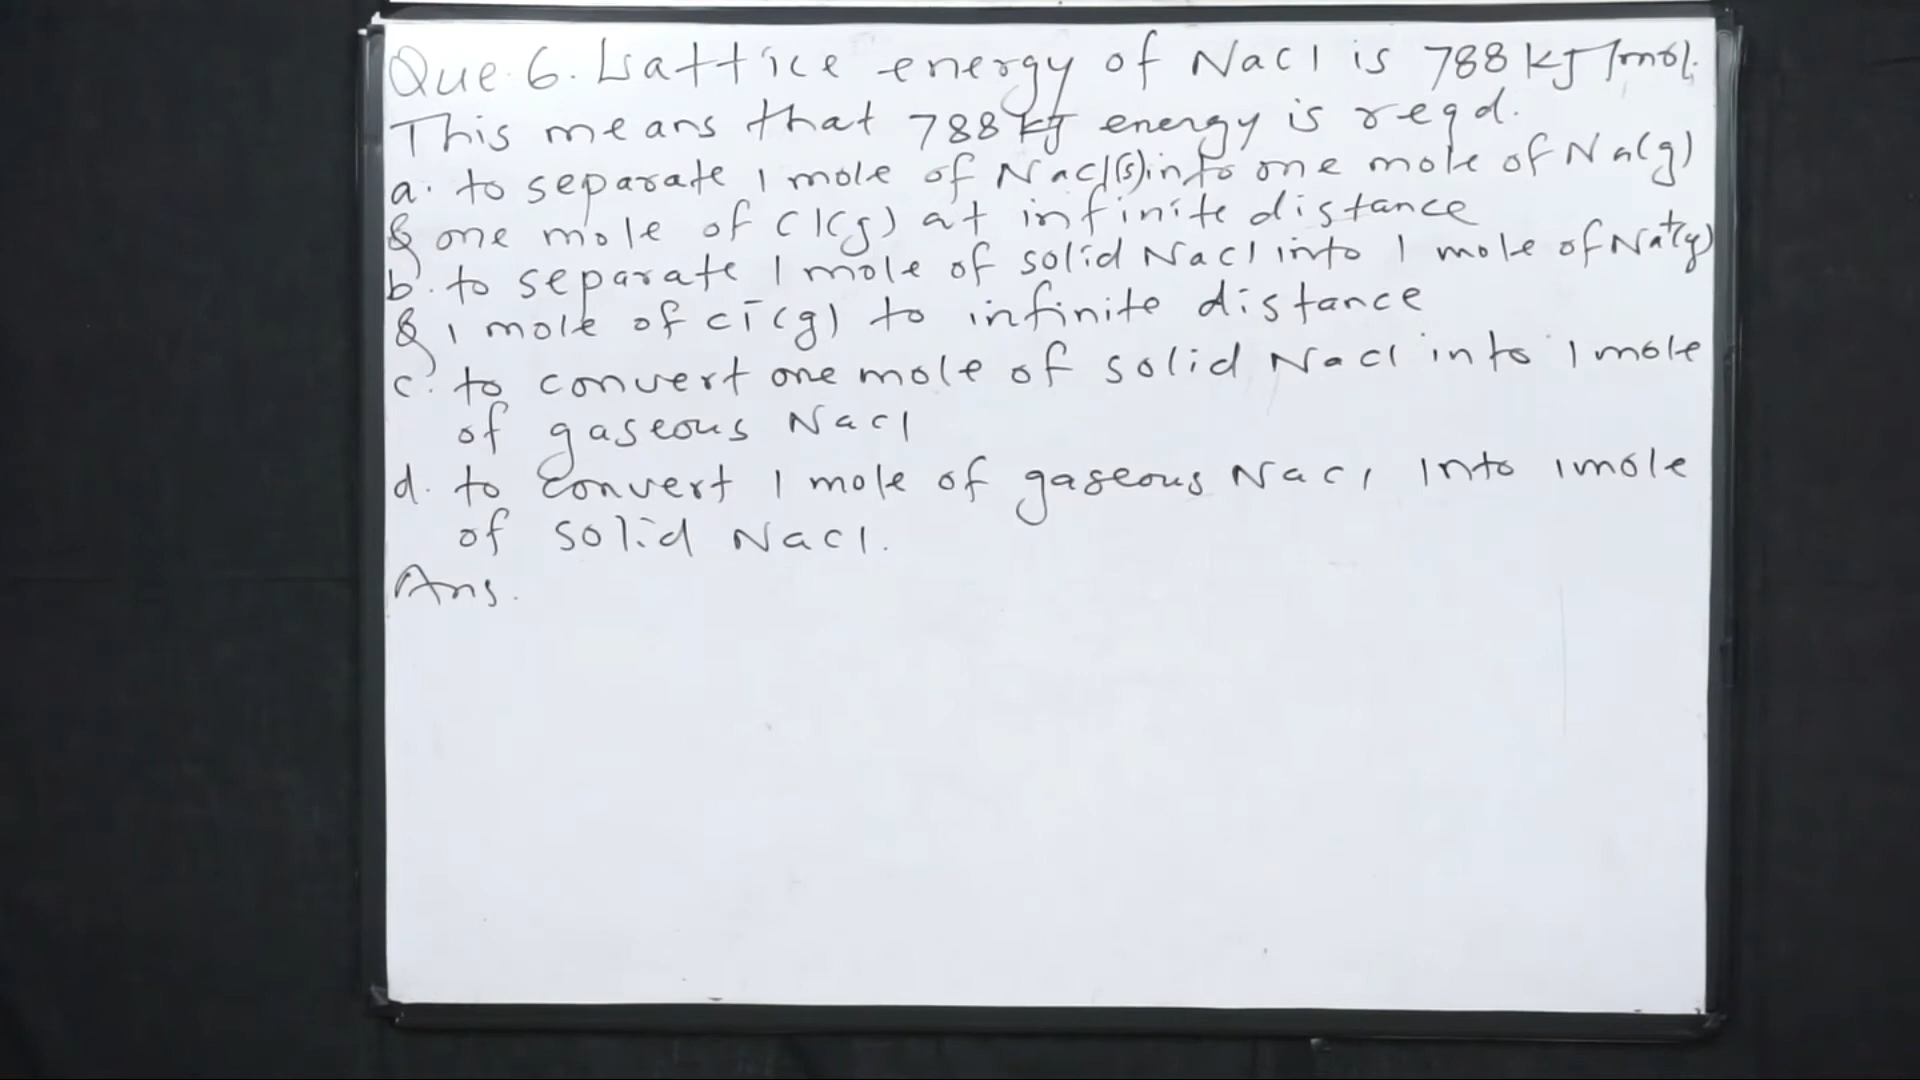 Que. 6. Lattice energy of NaCl is 788 kJ/mol.
This means that 788 kJ energy is reqd.
a. to separate 1 mole of NaCl(s) into one mole of Na(g)
& one mole of Cl(g) at infinite distance
b. to separate 1 mole of solid NaCl into 1 mole of Na⁺(g)
& 1 mole of Cl⁻(g) to infinite distance
c. to convert one mole of solid NaCl into 1 mole
of gaseous NaCl
d. to convert 1 mole of gaseous NaCl into 1 mole
of solid NaCl.
Ans.